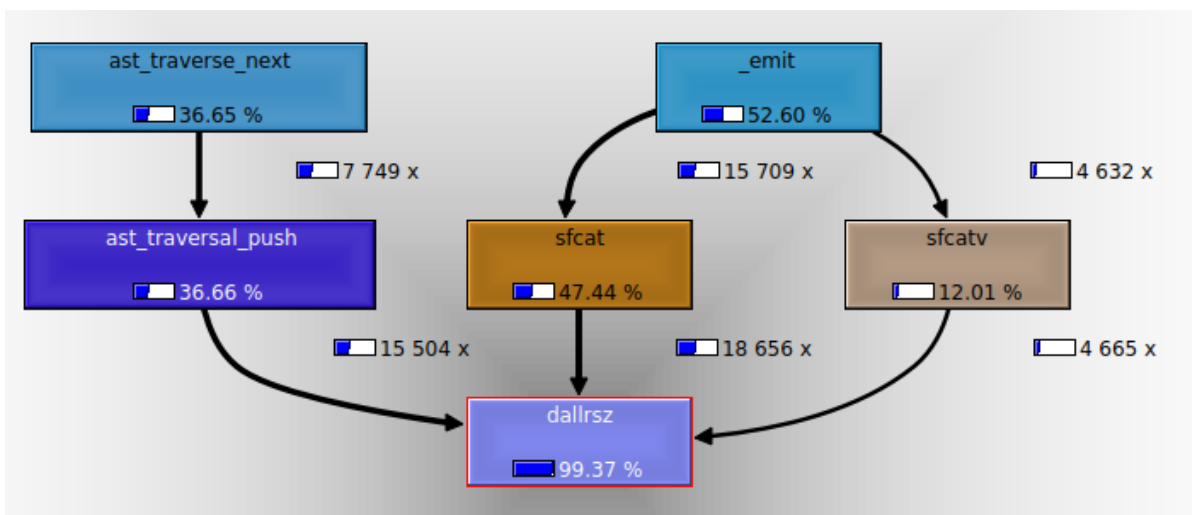 ast_traverse_next
36.65 %
_emit
52.60 %
7 749 x
15 709 x
4 632 x
ast_traversal_push
36.66 %
sfcat
47.44 %
sfcatv
12.01 %
15 504 x
18 656 x
4 665 x
dallrsz
99.37 %